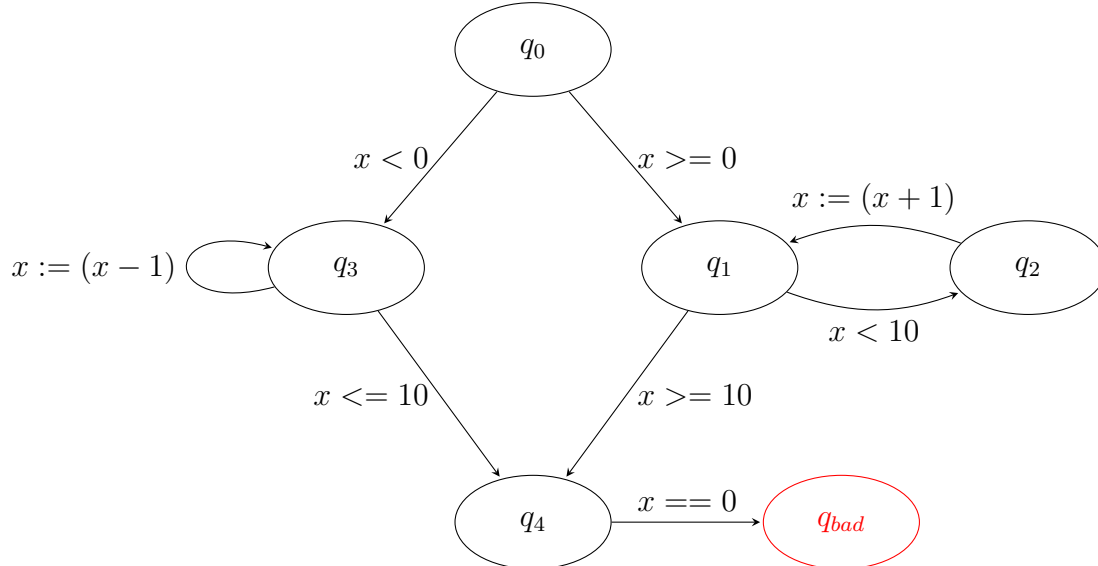 q0
x < 0
x >= 0
x := (x + 1)
x := (x − 1)
q3
q1
q2
x < 10
x <= 10
x >= 10
x == 0
q4
qbad